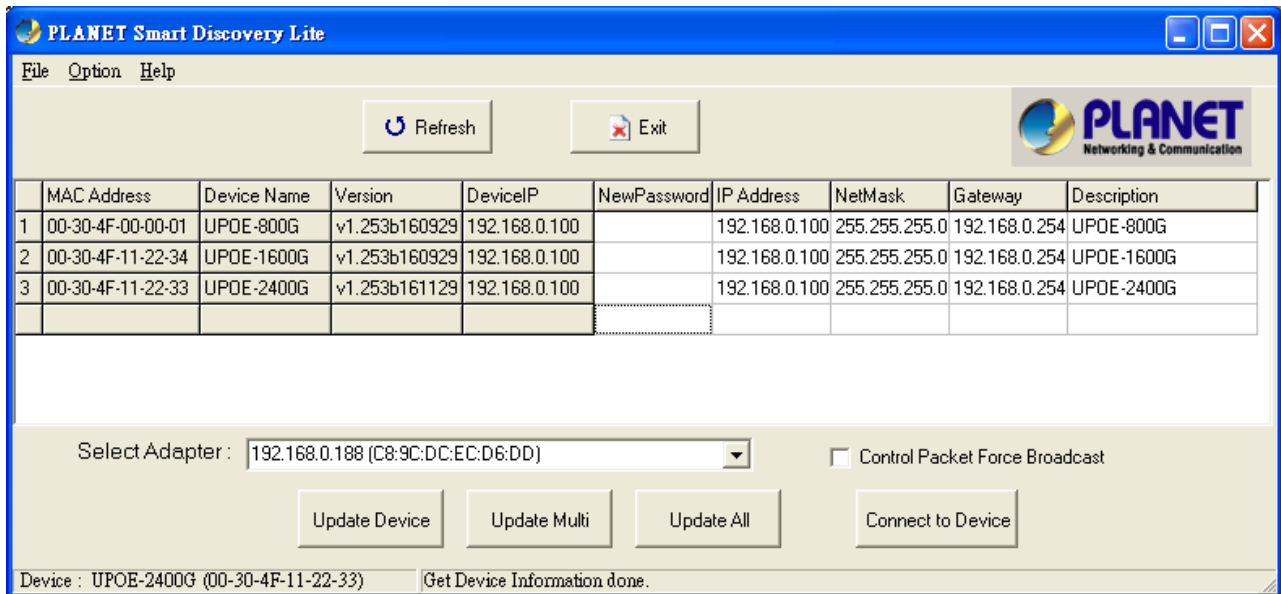 PLANET Smart Discovery Lite
File Option Help
Refresh Exit
PLANET
Networking & Communication
MAC Address Device Name Version DeviceIP NewPassword IP Address NetMask Gateway Description
1 00-30-4F-00-00-01 UPOE-800G v1.253b160929 192.168.0.100 192.168.0.100 255.255.255.0 192.168.0.254 UPOE-800G
2 00-30-4F-11-22-34 UPOE-1600G v1.253b160929 192.168.0.100 192.168.0.100 255.255.255.0 192.168.0.254 UPOE-1600G
3 00-30-4F-11-22-33 UPOE-2400G v1.253b161129 192.168.0.100 192.168.0.100 255.255.255.0 192.168.0.254 UPOE-2400G
Select Adapter : 192.168.0.188 (C8:9C:DC:EC:D6:DD) Control Packet Force Broadcast
Update Device Update Multi Update All Connect to Device
Device : UPOE-2400G (00-30-4F-11-22-33) Get Device Information done.